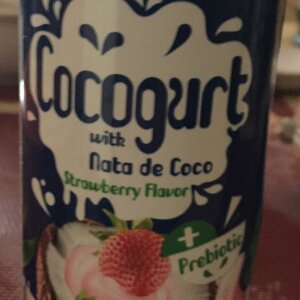 Cocogurt
with
Nata de Coco
Strawberry Flavor
+
Prebiotic